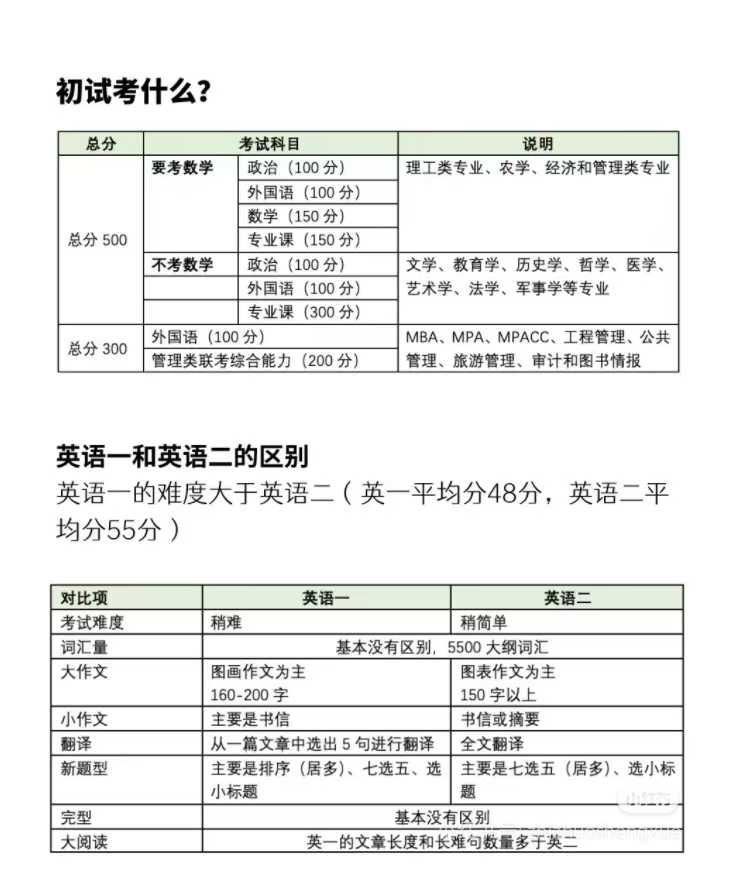 初试考什么？
总分 考试科目 说明
要考数学 政治（100 分） 理工类专业、农学、经济和管理类专业
外国语（100 分）
数学（150 分）
总分 500 专业课（150 分）
不考数学 政治（100 分） 文学、教育学、历史学、哲学、医学、
外国语（100 分） 艺术学、法学、军事学等专业
专业课（300 分）
总分 300 外国语（100 分） MBA、MPA、MPACC、工程管理、公共
管理类联考综合能力（200 分） 管理、旅游管理、审计和图书情报
英语一和英语二的区别
英语一的难度大于英语二（英一平均分48分，英语二平
均分55分）
对比项 英语一 英语二
考试难度 稍难 稍简单
词汇量 基本没有区别，5500 大纲词汇
大作文 图画作文为主 图表作文为主
160-200 字 150 字以上
小作文 主要是书信 书信或摘要
翻译 从一篇文章中选出 5 句进行翻译 全文翻译
新题型 主要是排序（居多）、七选五、选 主要是七选五（居多）、选小标
小标题 题
完型 基本没有区别
大阅读 英一的文章长度和长难句数量多于英二
小红书